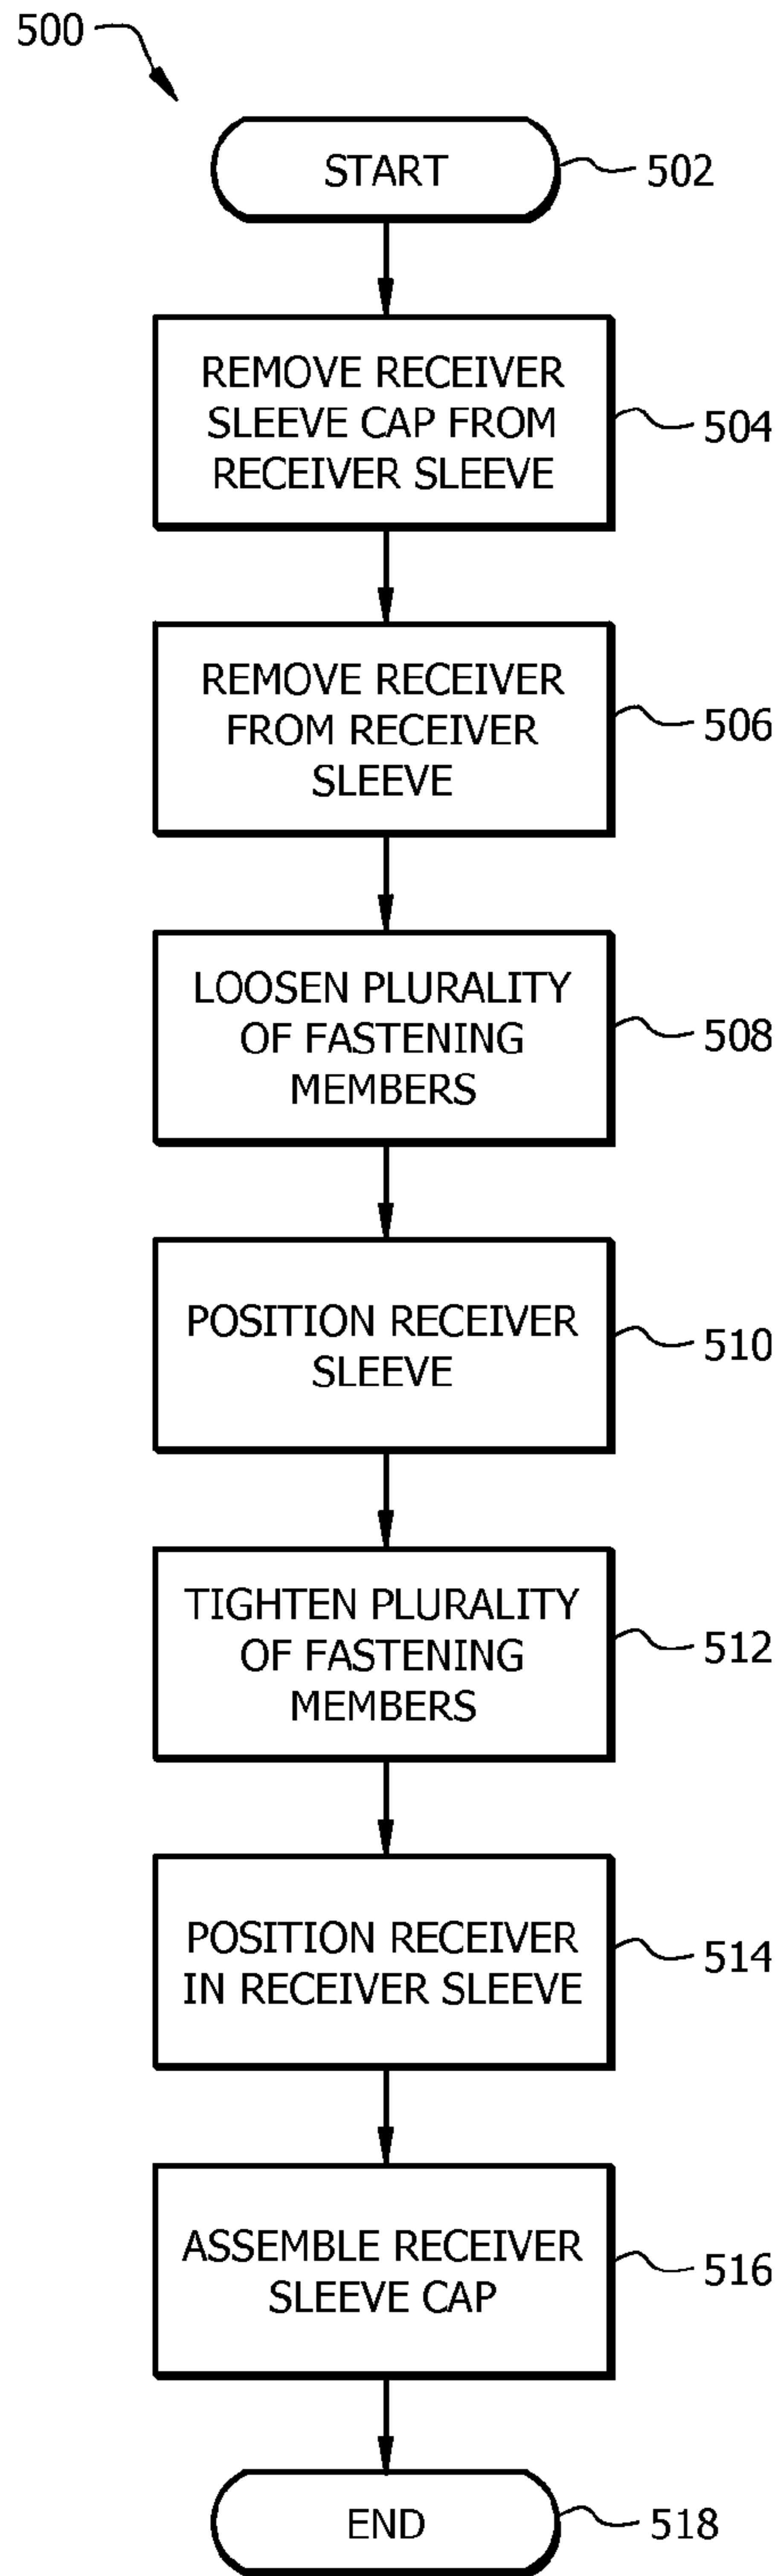 500
START
502
REMOVE RECEIVER
SLEEVE CAP FROM
RECEIVER SLEEVE
504
REMOVE RECEIVER
FROM RECEIVER
SLEEVE
506
LOOSEN PLURALITY
OF FASTENING
MEMBERS
508
POSITION RECEIVER
SLEEVE
510
TIGHTEN PLURALITY
OF FASTENING
MEMBERS
512
POSITION RECEIVER
IN RECEIVER SLEEVE
514
ASSEMBLE RECEIVER
SLEEVE CAP
516
END
518